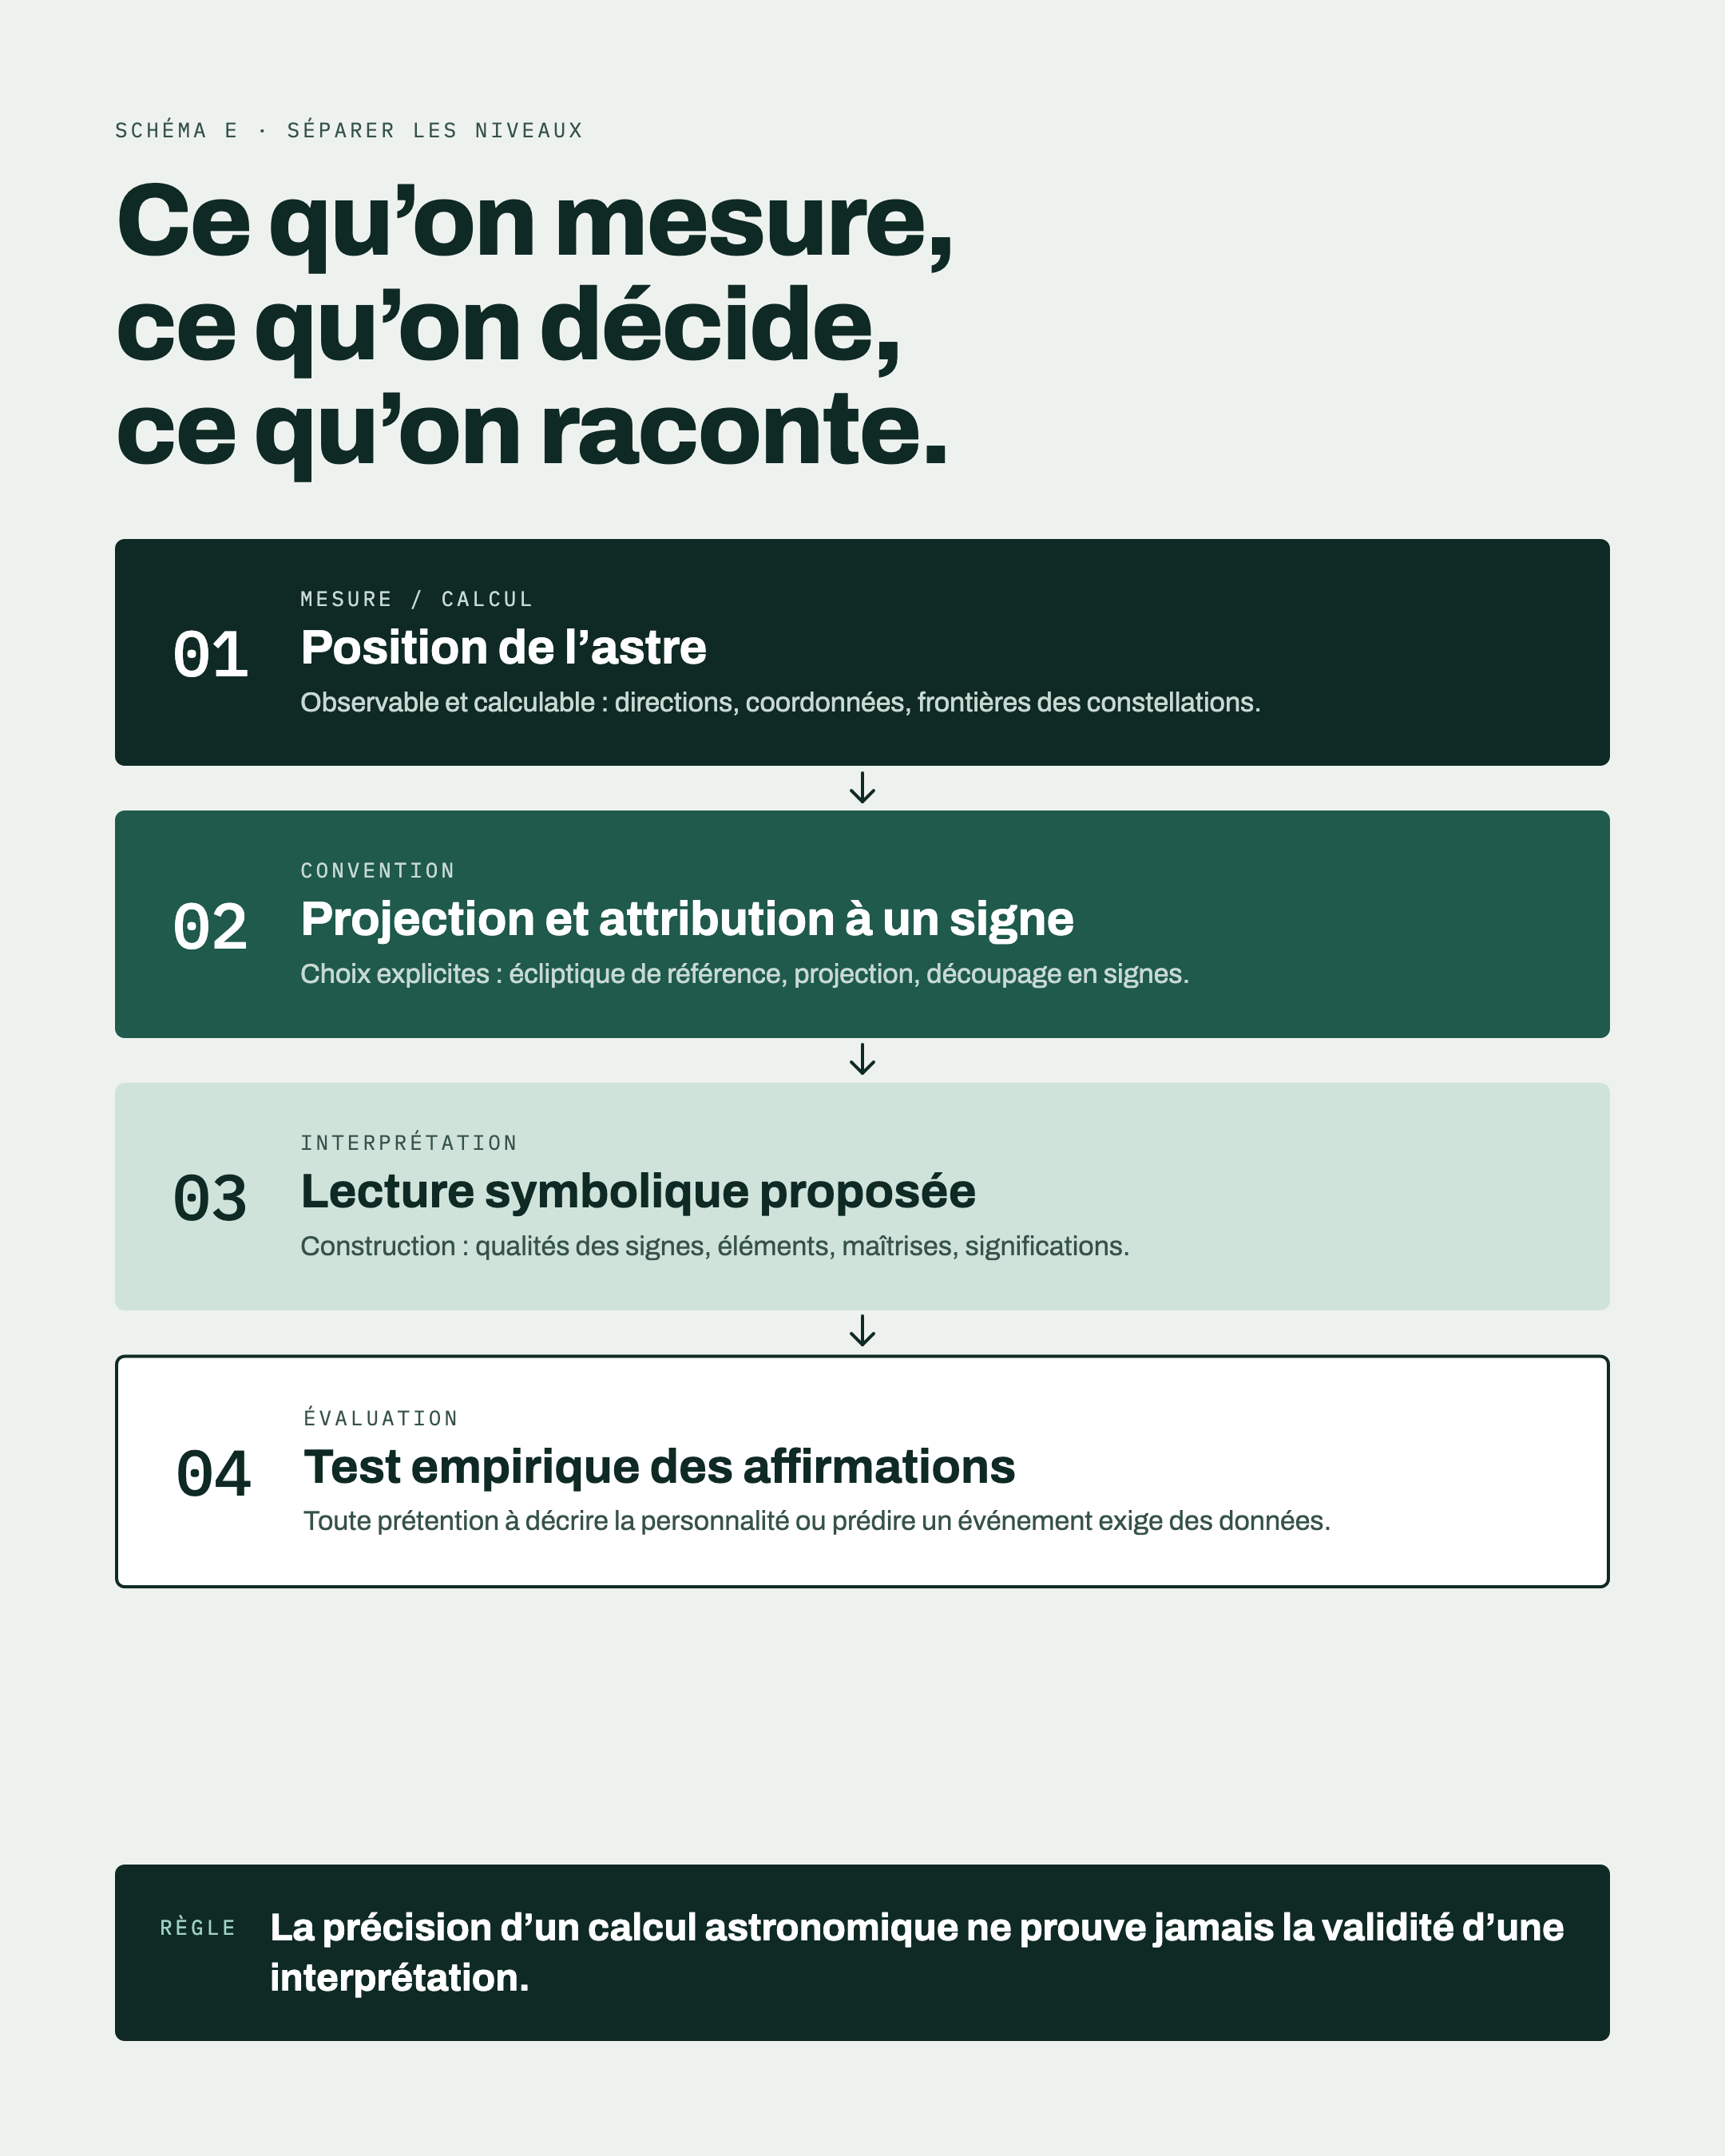 SCHÉMA E · SÉPARER LES NIVEAUX
Ce qu’on mesure,
ce qu’on décide,
ce qu’on raconte.
MESURE / CALCUL
01
Position de l’astre
Observable et calculable : directions, coordonnées, frontières des constellations.
CONVENTION
02
Projection et attribution à un signe
Choix explicites : écliptique de référence, projection, découpage en signes.
INTERPRÉTATION
03
Lecture symbolique proposée
Construction : qualités des signes, éléments, maîtrises, significations.
ÉVALUATION
04
Test empirique des affirmations
Toute prétention à décrire la personnalité ou prédire un événement exige des données.
RÈGLE
La précision d’un calcul astronomique ne prouve jamais la validité d’une
interprétation.